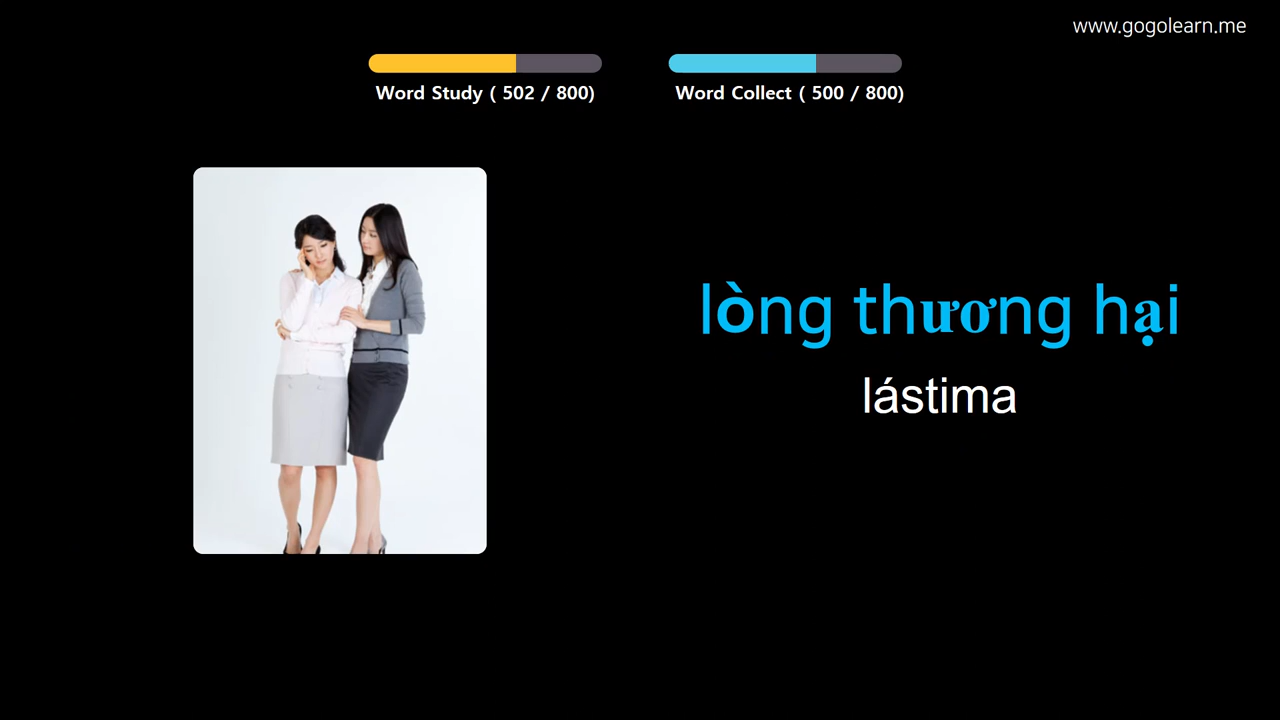 www.gogolearn.me
Word Study ( 502 / 800)
Word Collect ( 500 / 800)
lòng thương hại
lástima